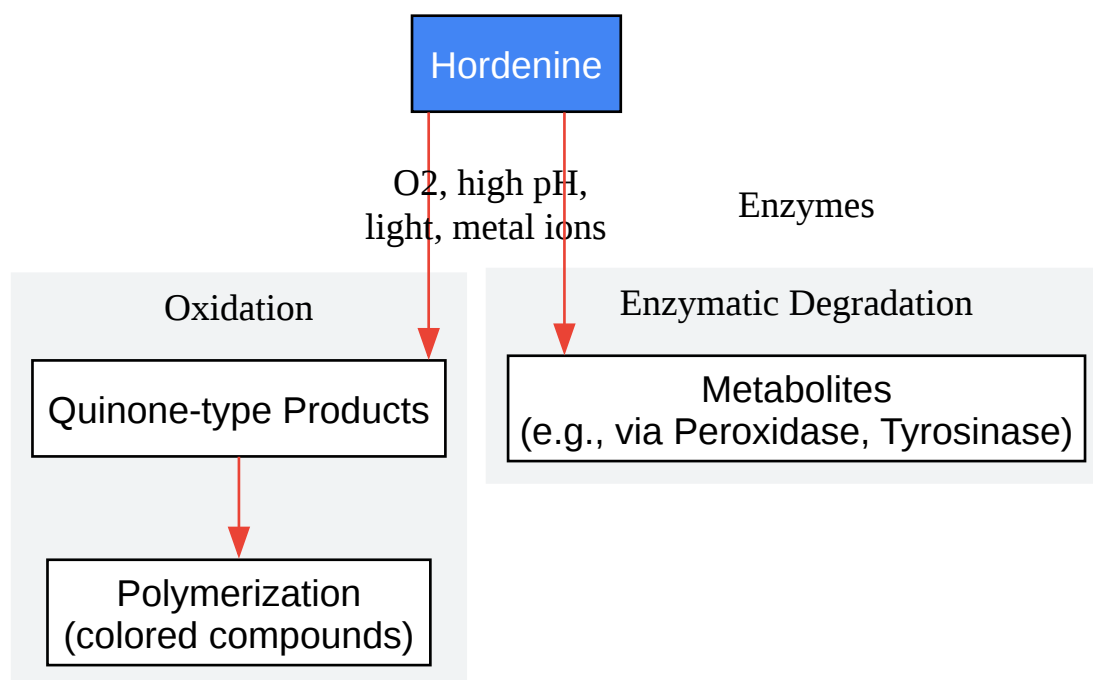 Hordenine
O2, high pH,
light, metal ions
Enzymes
Oxidation
Enzymatic Degradation
Quinone-type Products
Metabolites
(e.g., via Peroxidase, Tyrosinase)
Polymerization
(colored compounds)